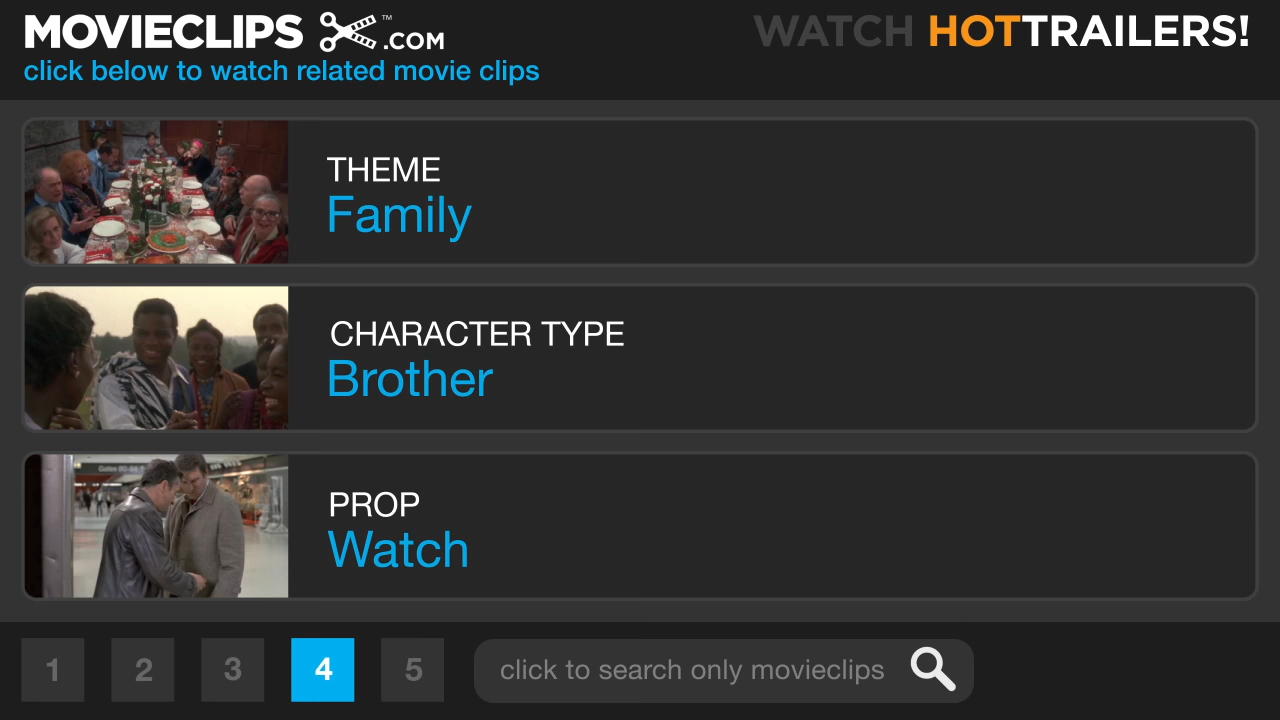 MOVIECLIPS ™ .COM
WATCH HOTTRAILERS!
click below to watch related movie clips
THEME
Family
CHARACTER TYPE
Brother
PROP
Watch
1 2 3 4 5 click to search only movieclips